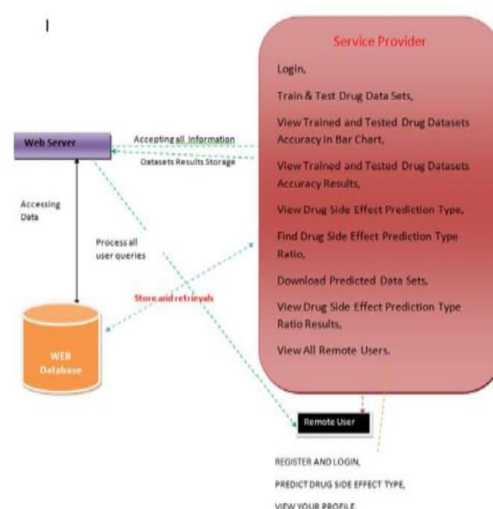 Service Provider
Login,
Train & Test Drug Data Sets,
View Trained and Tested Drug Datasets
Accuracy in Bar Chart,
View Trained and Tested Drug Datasets
Accuracy Results,
View Drug Side Effect Prediction Type,
Find Drug Side Effect Prediction Type
Ratio,
Download Predicted Data Sets,
View Drug Side Effect Prediction Type
Ratio Results,
View All Remote Users.
Web Server
Accepting all Information
Datasets Results Storage
Accessing
Data
Process all
user queries
Store and retrievals
WEB
Database
Remote User
REGISTER AND LOGIN,
PREDICT DRUG SIDE EFFECT TYPE,
VIEW YOUR PROFILE.